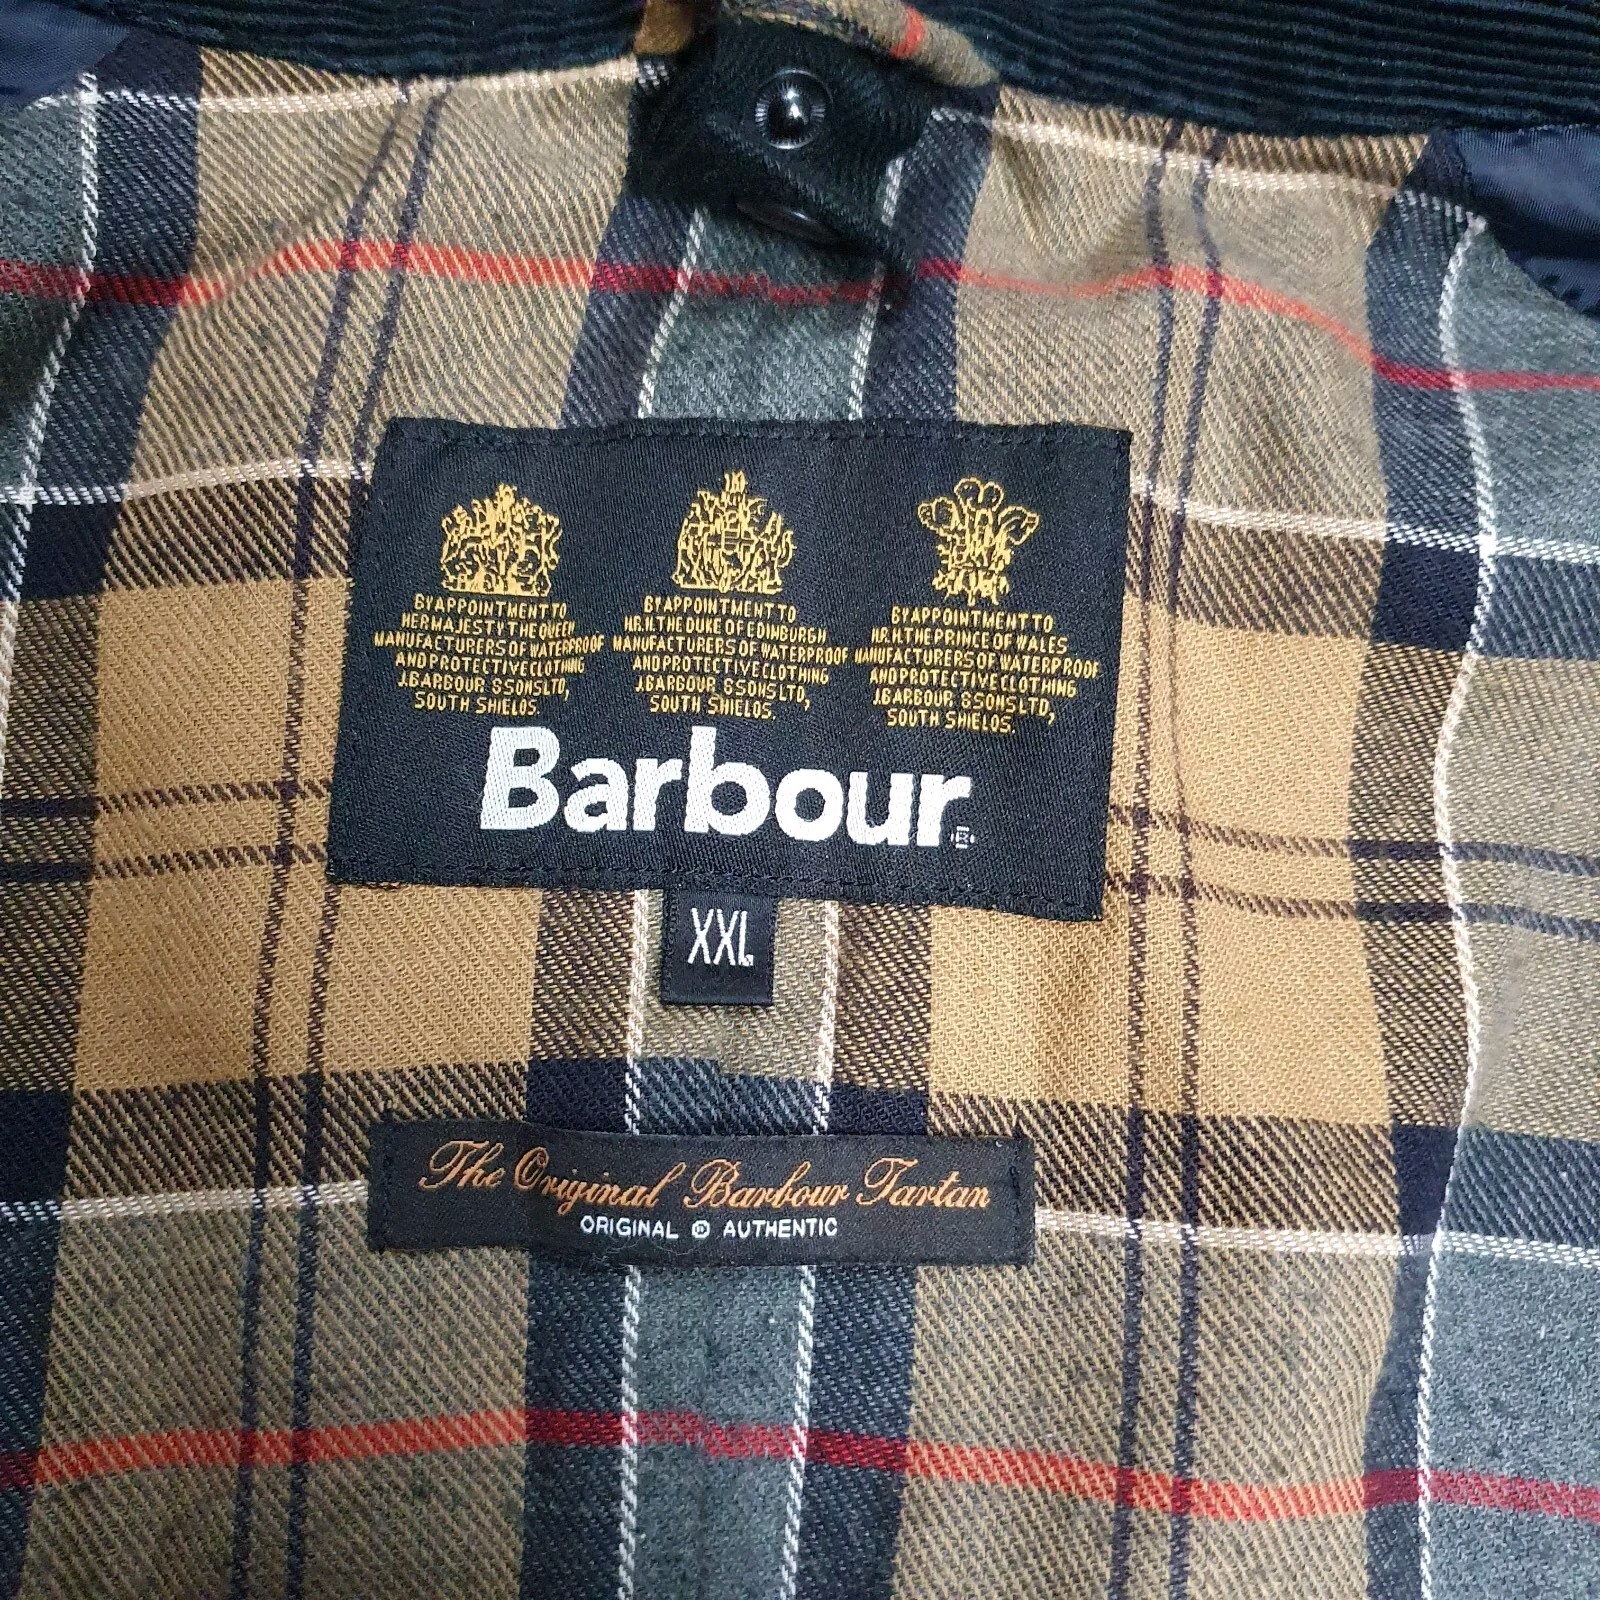 BY APPOINTMENT TO
HER MAJESTY THE QUEEN
MANUFACTURERS OF WATERPROOF
AND PROTECTIVE CLOTHING
J.BARBOUR & SONS LTD,
SOUTH SHIELDS.
BY APPOINTMENT TO
H.R.H. THE DUKE OF EDINBURGH
MANUFACTURERS OF WATERPROOF
AND PROTECTIVE CLOTHING
J.BARBOUR & SONS LTD,
SOUTH SHIELDS.
BY APPOINTMENT TO
H.R.H. THE PRINCE OF WALES
MANUFACTURERS OF WATERPROOF
AND PROTECTIVE CLOTHING
J.BARBOUR & SONS LTD,
SOUTH SHIELDS.
Barbour®
XXL
The Original Barbour Tartan
ORIGINAL ® AUTHENTIC